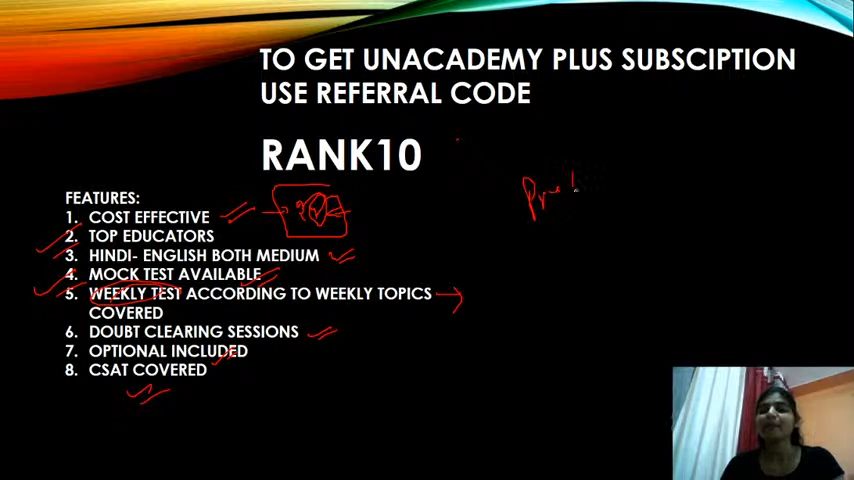 TO GET UNACADEMY PLUS SUBSCIPTION
USE REFERRAL CODE
RANK10
FEATURES:
1. COST EFFECTIVE
2. TOP EDUCATORS
3. HINDI- ENGLISH BOTH MEDIUM
4. MOCK TEST AVAILABLE
5. WEEKLY TEST ACCORDING TO WEEKLY TOPICS
COVERED
6. DOUBT CLEARING SESSIONS
7. OPTIONAL INCLUDED
8. CSAT COVERED